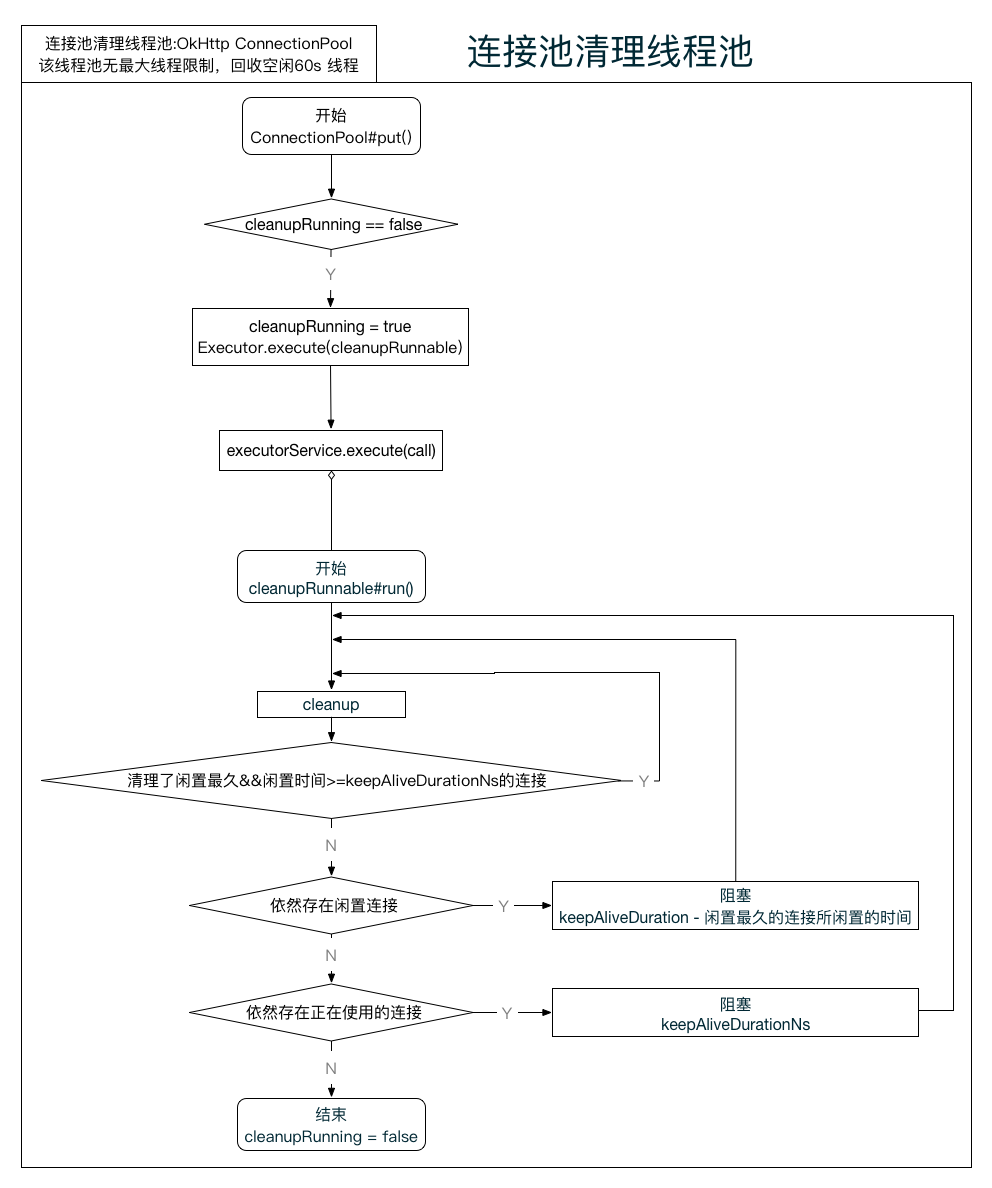 连接池清理线程池:OkHttp ConnectionPool
该线程池无最大线程限制，回收空闲60s 线程
连接池清理线程池
开始
ConnectionPool#put()
cleanupRunning == false
Y
cleanupRunning = true
Executor.execute(cleanupRunnable)
executorService.execute(call)
开始
cleanupRunnable#run()
cleanup
清理了闲置最久&&闲置时间>=keepAliveDurationNs的连接
Y
N
依然存在闲置连接
Y
阻塞
keepAliveDuration - 闲置最久的连接所闲置的时间
N
依然存在正在使用的连接
Y
阻塞
keepAliveDurationNs
N
结束
cleanupRunning = false